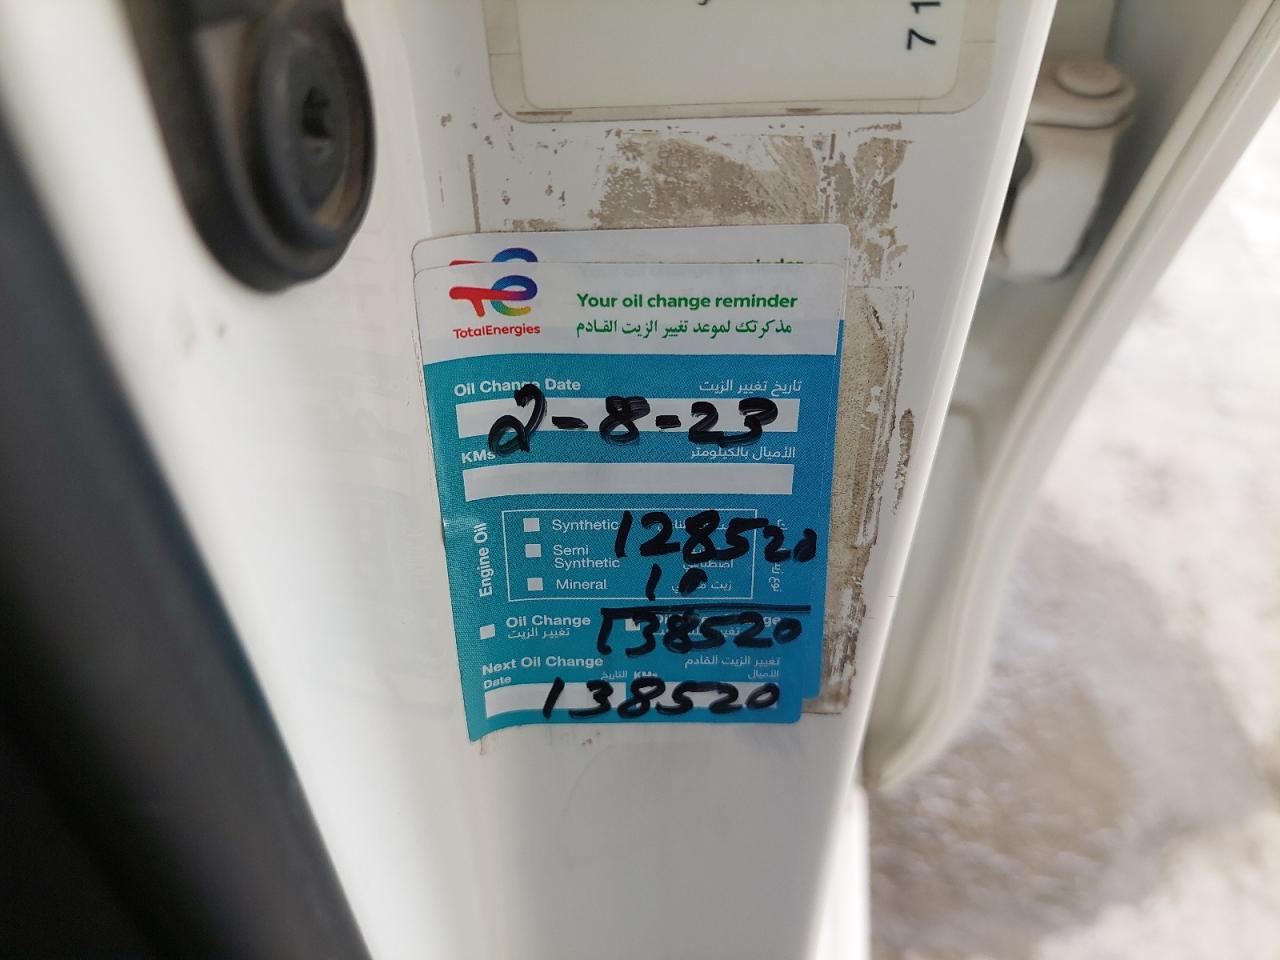 71
TotalEnergies
Your oil change reminder
مذكرتك لموعد تغيير الزيت القادم
Oil Change Date تاريخ تغيير الزيت
2-8-23
KMs الأميال بالكيلومتر
Engine Oil
Synthetic 128520
Semi Synthetic
Mineral 10 زيت
Oil Change
تغيير الزيت
138520
Next Oil Change تغيير الزيت القادم
Date التاريخ KMs الأميال
138520